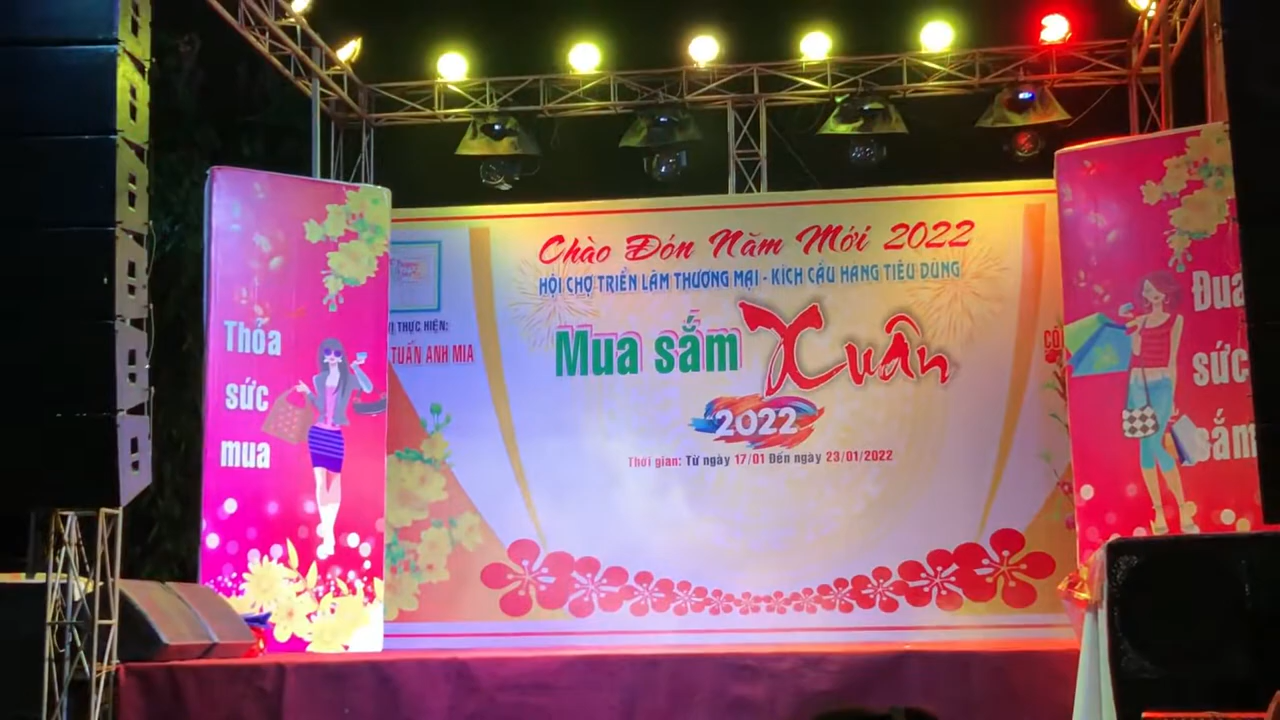 Chào Đón Năm Mới 2022
HỘI CHỢ TRIỂN LÃM THƯƠNG MẠI - KÍCH CẦU HÀNG TIÊU DÙNG
Mua sắm Xuân
2022
Thời gian: Từ ngày 17/01 Đến ngày 23/01/2022
THỰC HIỆN:
TUẤN ANH MIA
Thỏa
sức
mua
Đua
sức
sắm